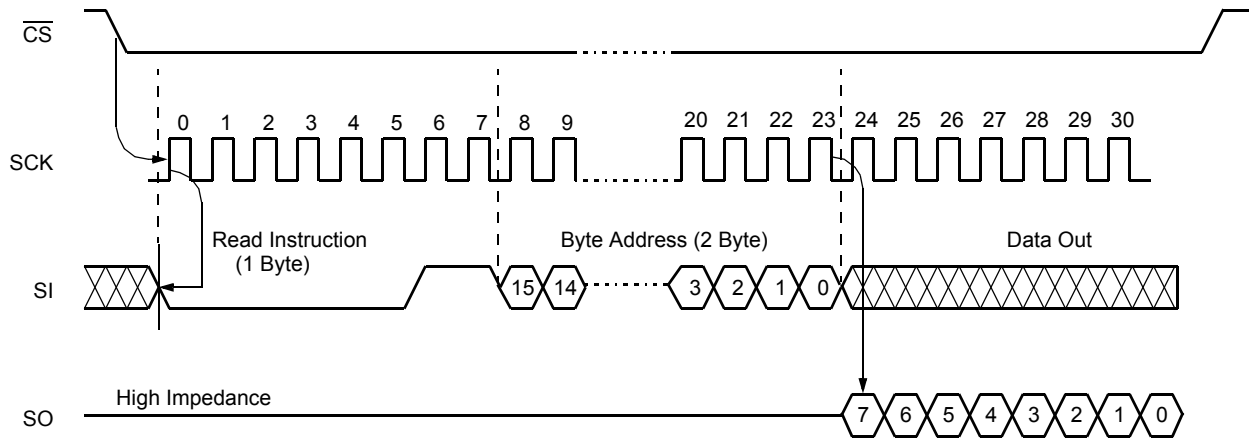 CS
0 1 2 3 4 5 6 7 8 9 20 21 22 23 24 25 26 27 28 29 30
SCK
Read Instruction
(1 Byte)
Byte Address (2 Byte)
Data Out
SI
15 14 3 2 1 0
High Impedance
SO
7 6 5 4 3 2 1 0